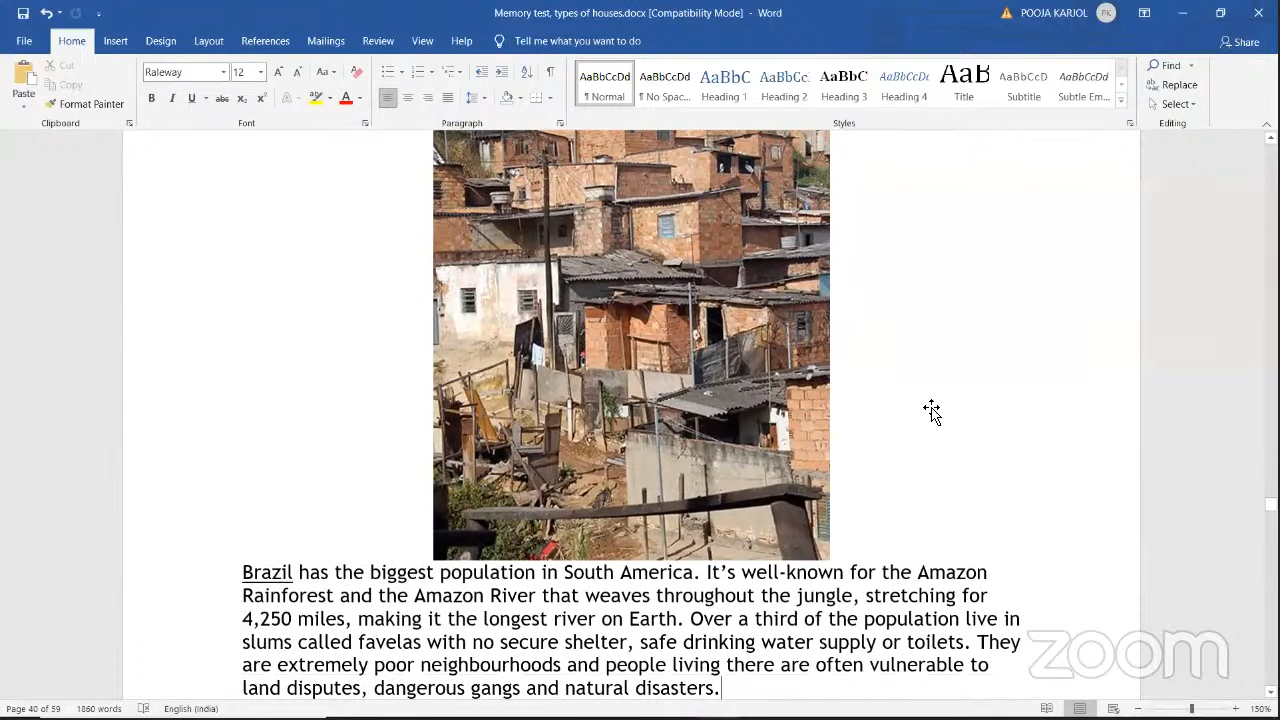 Memory test, types of houses.docx [Compatibility Mode] - Word
POOJA KARJOL
PK
File Home Insert Design Layout References Mailings Review View Help Tell me what you want to do
Share
Cut
Copy
Format Painter
Paste
Clipboard
Raleway 12
Font
Paragraph
AaBbCcDd AaBbCcDd AaBbC AaBbCc. AaBbC AaBbCcDc AaB AaBbCcD AaBbCcDd
¶ Normal ¶ No Spac... Heading 1 Heading 2 Heading 3 Heading 4 Title Subtitle Subtle Em...
Styles
Find
Replace
Select
Editing
Brazil has the biggest population in South America. It’s well-known for the Amazon
Rainforest and the Amazon River that weaves throughout the jungle, stretching for
4,250 miles, making it the longest river on Earth. Over a third of the population live in
slums called favelas with no secure shelter, safe drinking water supply or toilets. They
are extremely poor neighbourhoods and people living there are often vulnerable to
land disputes, dangerous gangs and natural disasters.
zoom
Page 40 of 59 1860 words English (India)
150%